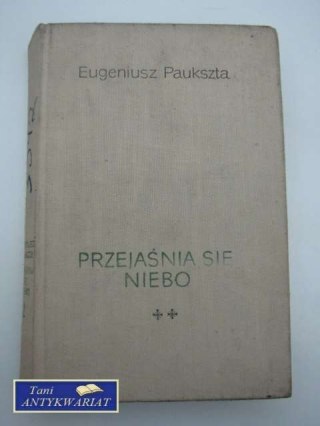 Eugeniusz Paukszta
PRZEJAŚNIA SIĘ
NIEBO
Tani
ANTYKWARIAT